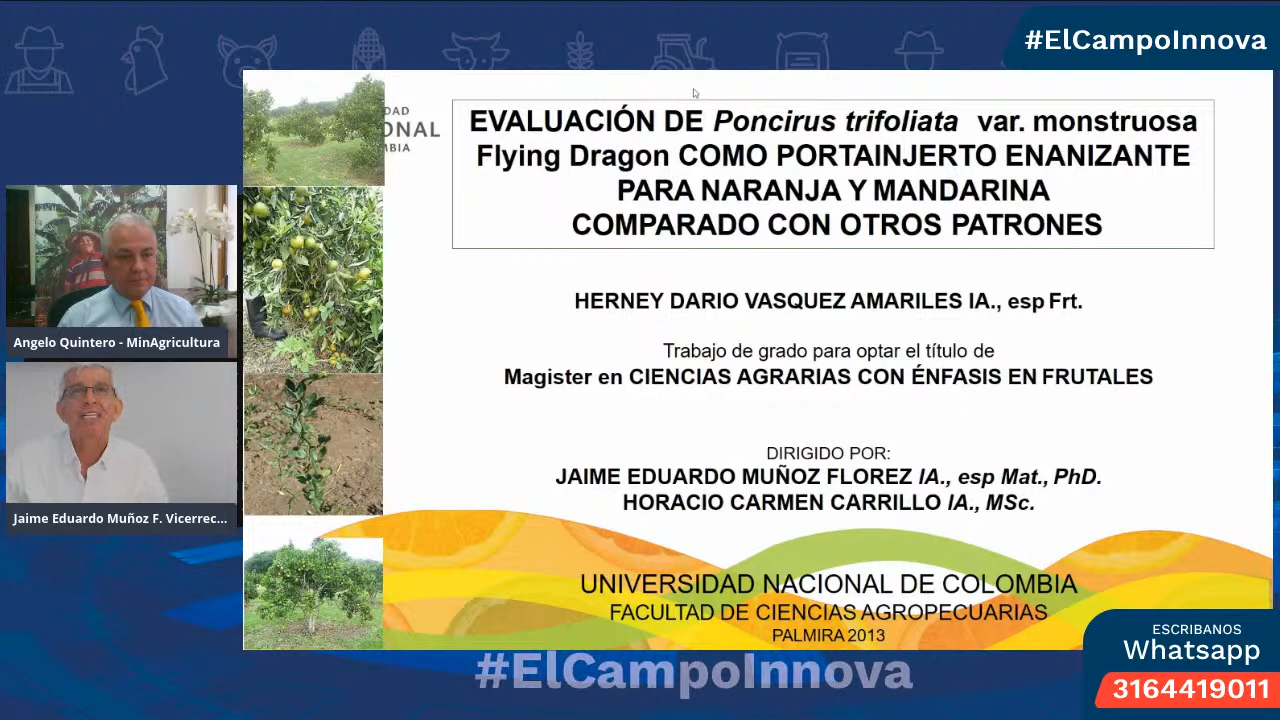 #ElCampoInnova
DAD
ONAL
MBIA
EVALUACIÓN DE Poncirus trifoliata var. monstruosa
Flying Dragon COMO PORTAINJERTO ENANIZANTE
PARA NARANJA Y MANDARINA
COMPARADO CON OTROS PATRONES
HERNEY DARIO VASQUEZ AMARILES IA., esp Frt.
Trabajo de grado para optar el título de
Magister en CIENCIAS AGRARIAS CON ÉNFASIS EN FRUTALES
DIRIGIDO POR:
JAIME EDUARDO MUÑOZ FLOREZ IA., esp Mat., PhD.
HORACIO CARMEN CARRILLO IA., MSc.
UNIVERSIDAD NACIONAL DE COLOMBIA
FACULTAD DE CIENCIAS AGROPECUARIAS
PALMIRA 2013
Angelo Quintero - MinAgricultura
Jaime Eduardo Muñoz F. Vicerrec...
ESCRIBANOS
Whatsapp
3164419011
#ElCampoInnova